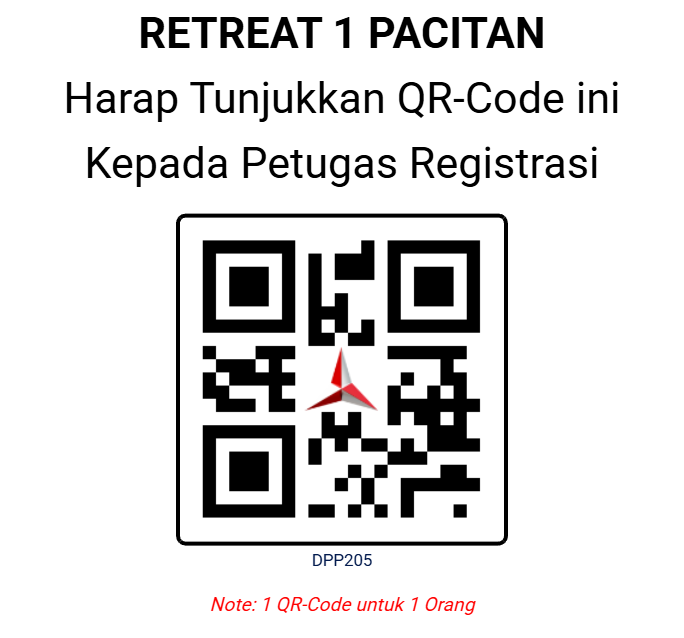 RETREAT 1 PACITAN
Harap Tunjukkan QR-Code ini
Kepada Petugas Registrasi
DPP205
Note: 1 QR-Code untuk 1 Orang